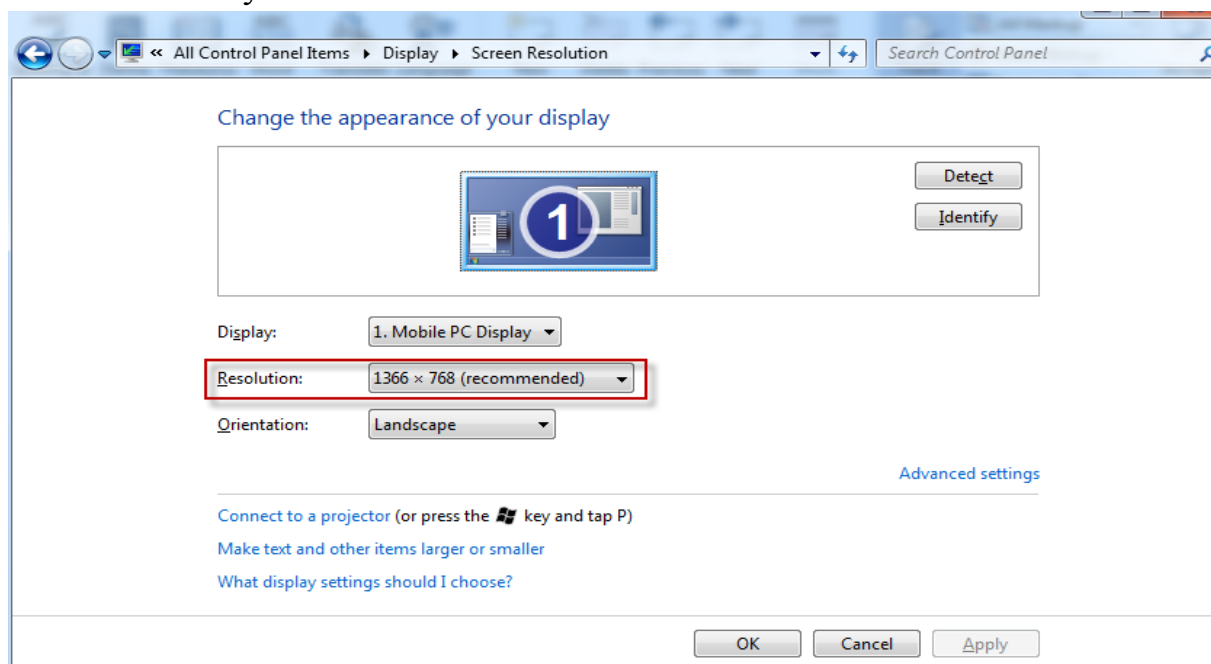 « All Control Panel Items ▸ Display ▸ Screen Resolution Search Control Panel
Change the appearance of your display
1
Detect
Identify
Display: 1. Mobile PC Display
Resolution: 1366 × 768 (recommended)
Orientation: Landscape
Advanced settings
Connect to a projector (or press the key and tap P)
Make text and other items larger or smaller
What display settings should I choose?
OK Cancel Apply